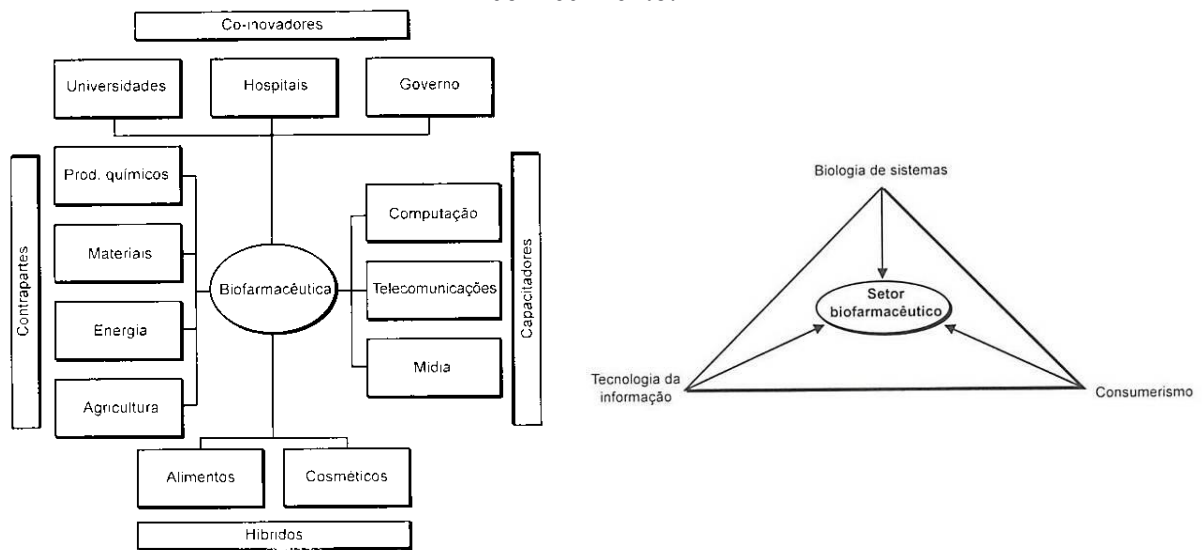 Co-inovadores
Universidades
Hospitais
Governo
Contrapartes
Prod. químicos
Materiais
Energia
Agricultura
Biofarmacêutica
Computação
Telecomunicações
Mídia
Capacitadores
Alimentos
Cosméticos
Híbridos
Biologia de sistemas
Setor
biofarmacêutico
Tecnologia da
informação
Consumerismo